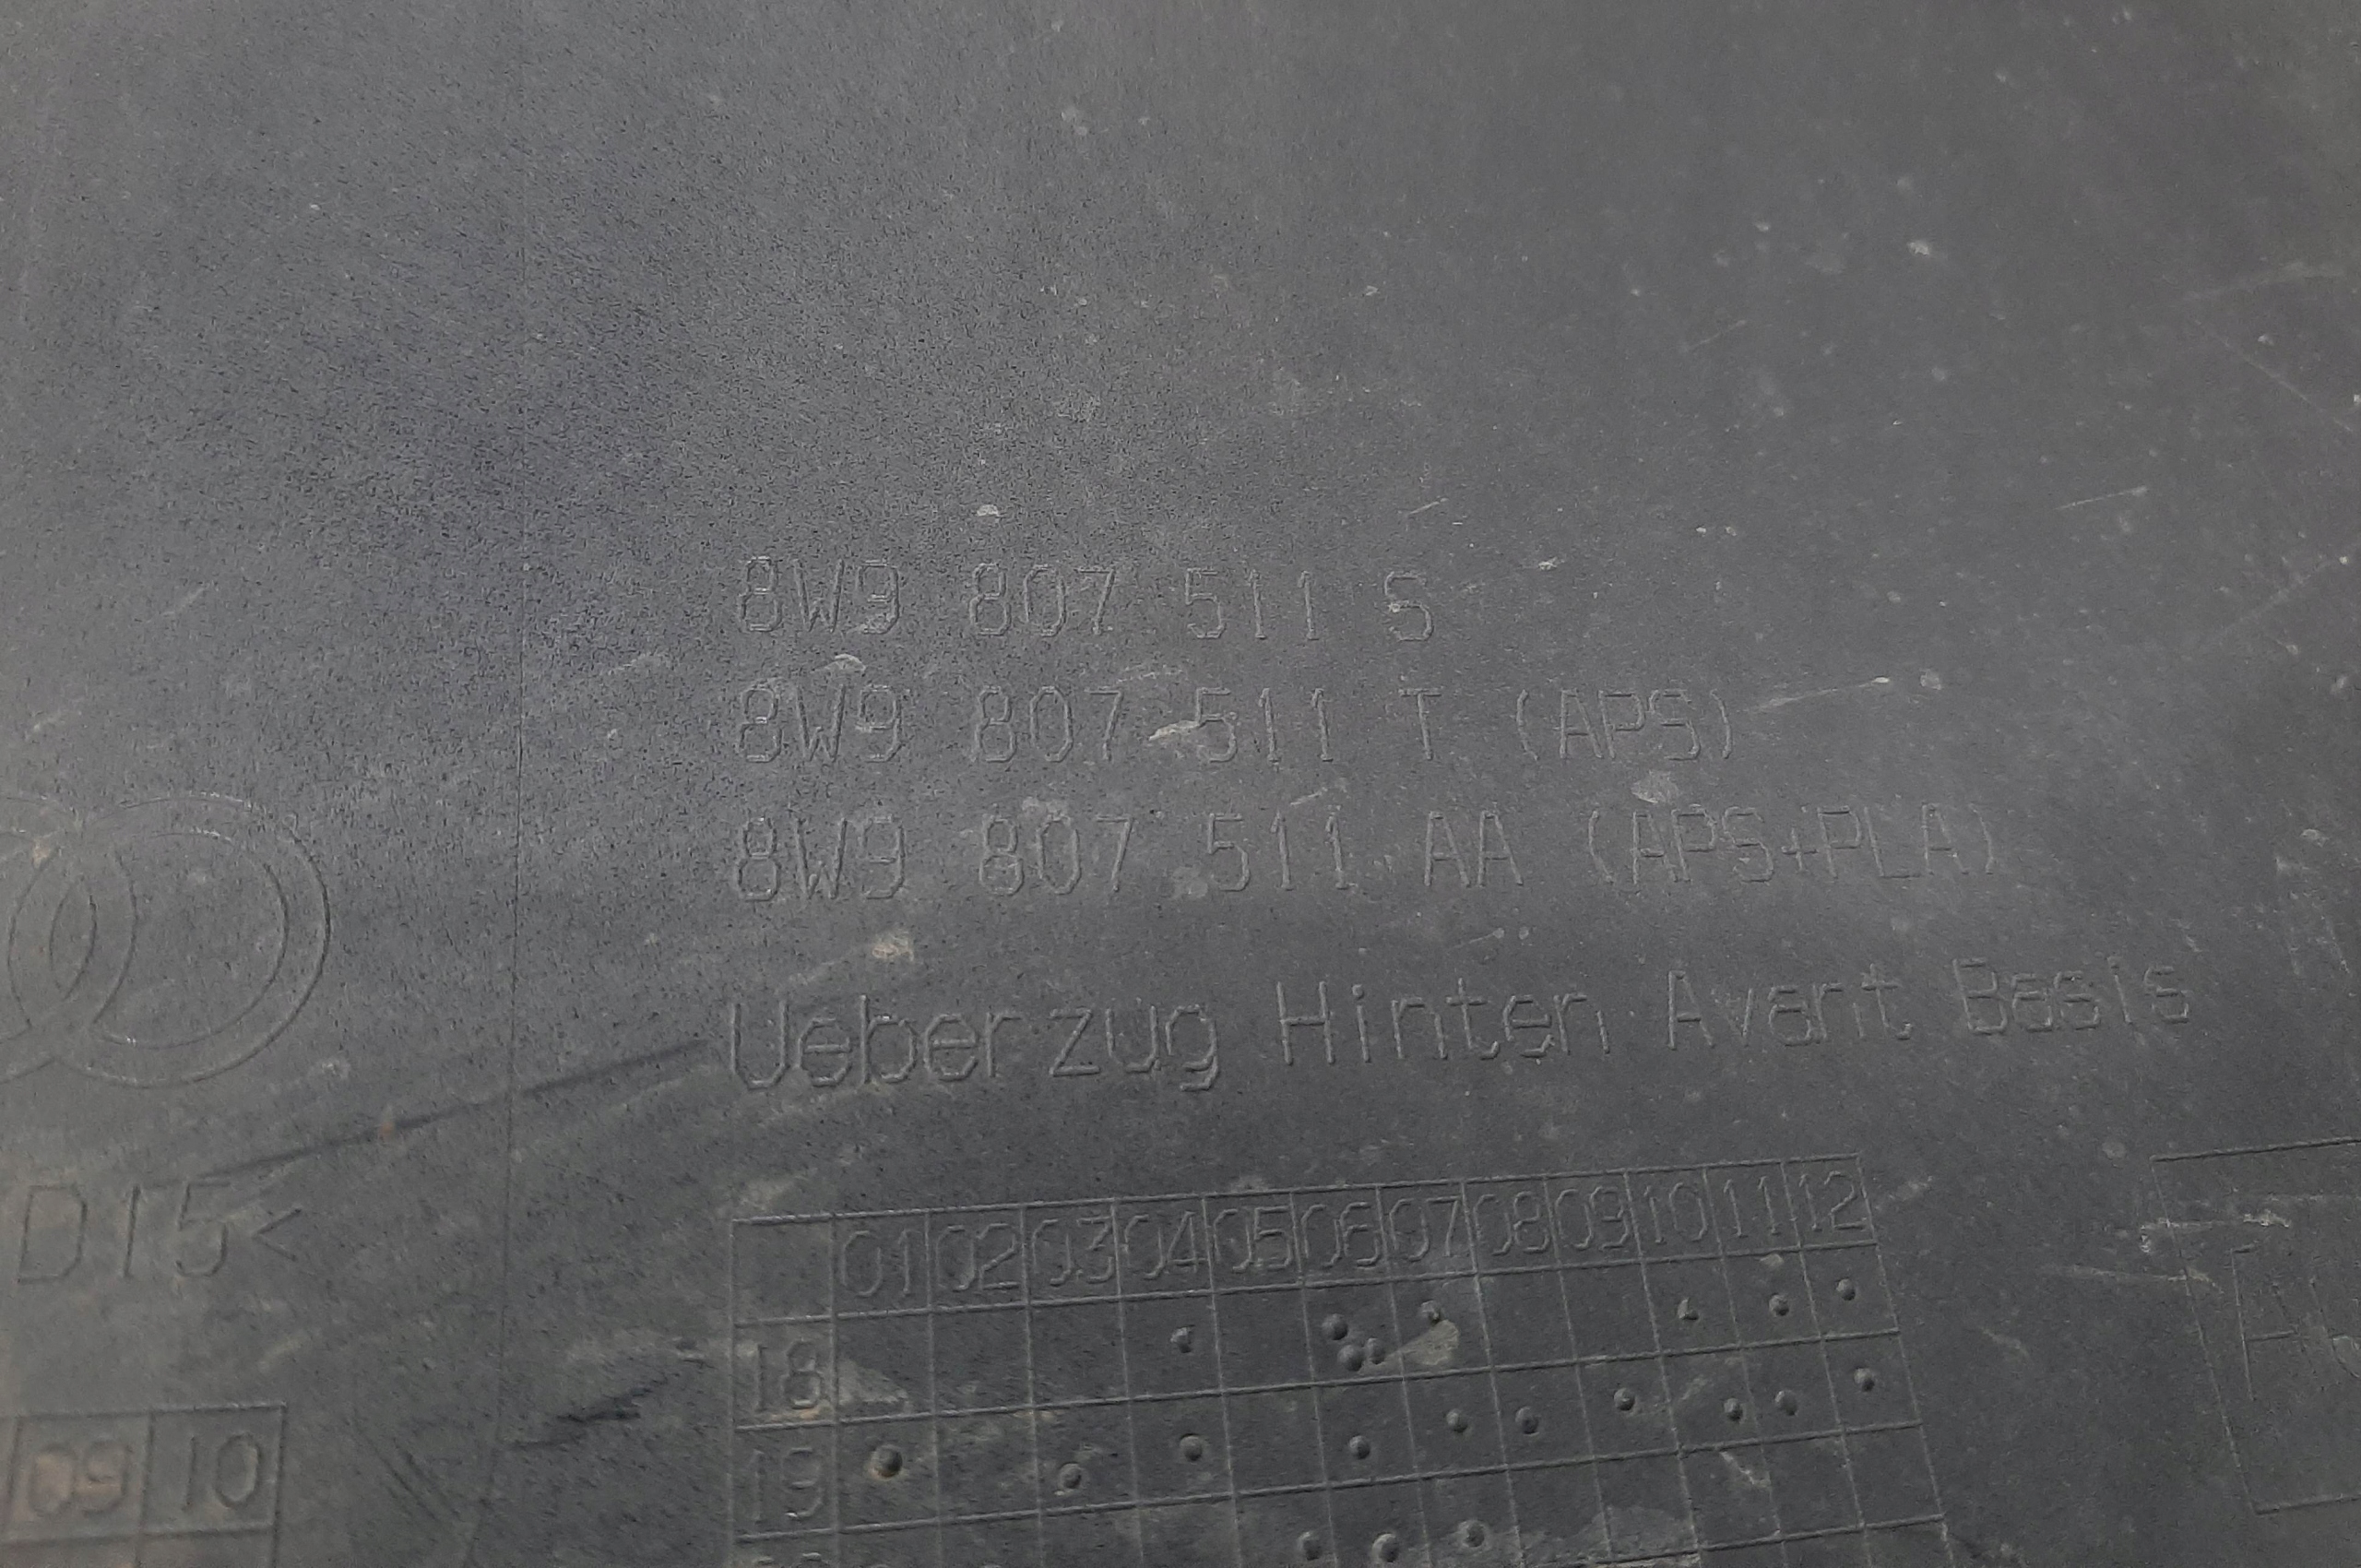 8W9 807 511 S
8W9 807 511 T (APS)
8W9 807 511 AA (APS+PLA)
Ueberzug Hinten Avant Basis
D15<
01 02 03 04 05 06 07 08 09 10 11 12
18
19
09 10